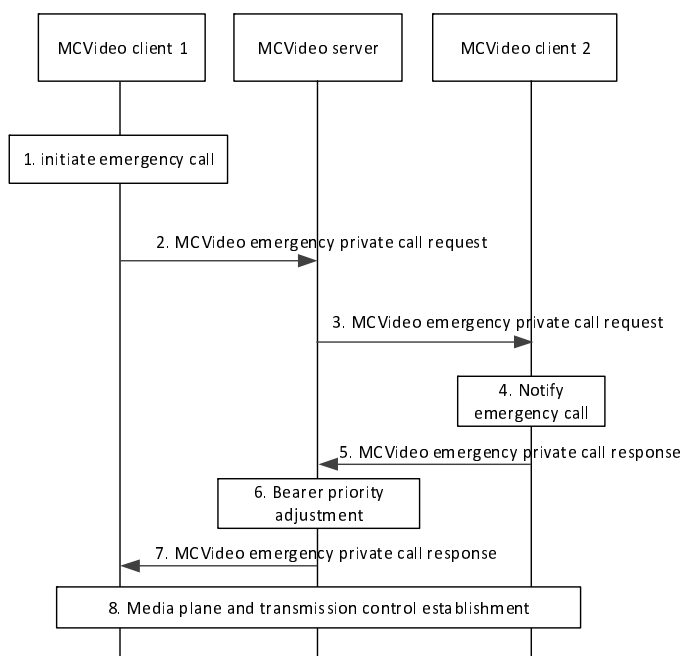 MCVideo client 1
MCVideo server
MCVideo client 2
1. initiate emergency call
2. MCVideo emergency private call request
3. MCVideo emergency private call request
4. Notify
emergency call
5. MCVideo emergency private call response
6. Bearer priority
adjustment
7. MCVideo emergency private call response
8. Media plane and transmission control establishment